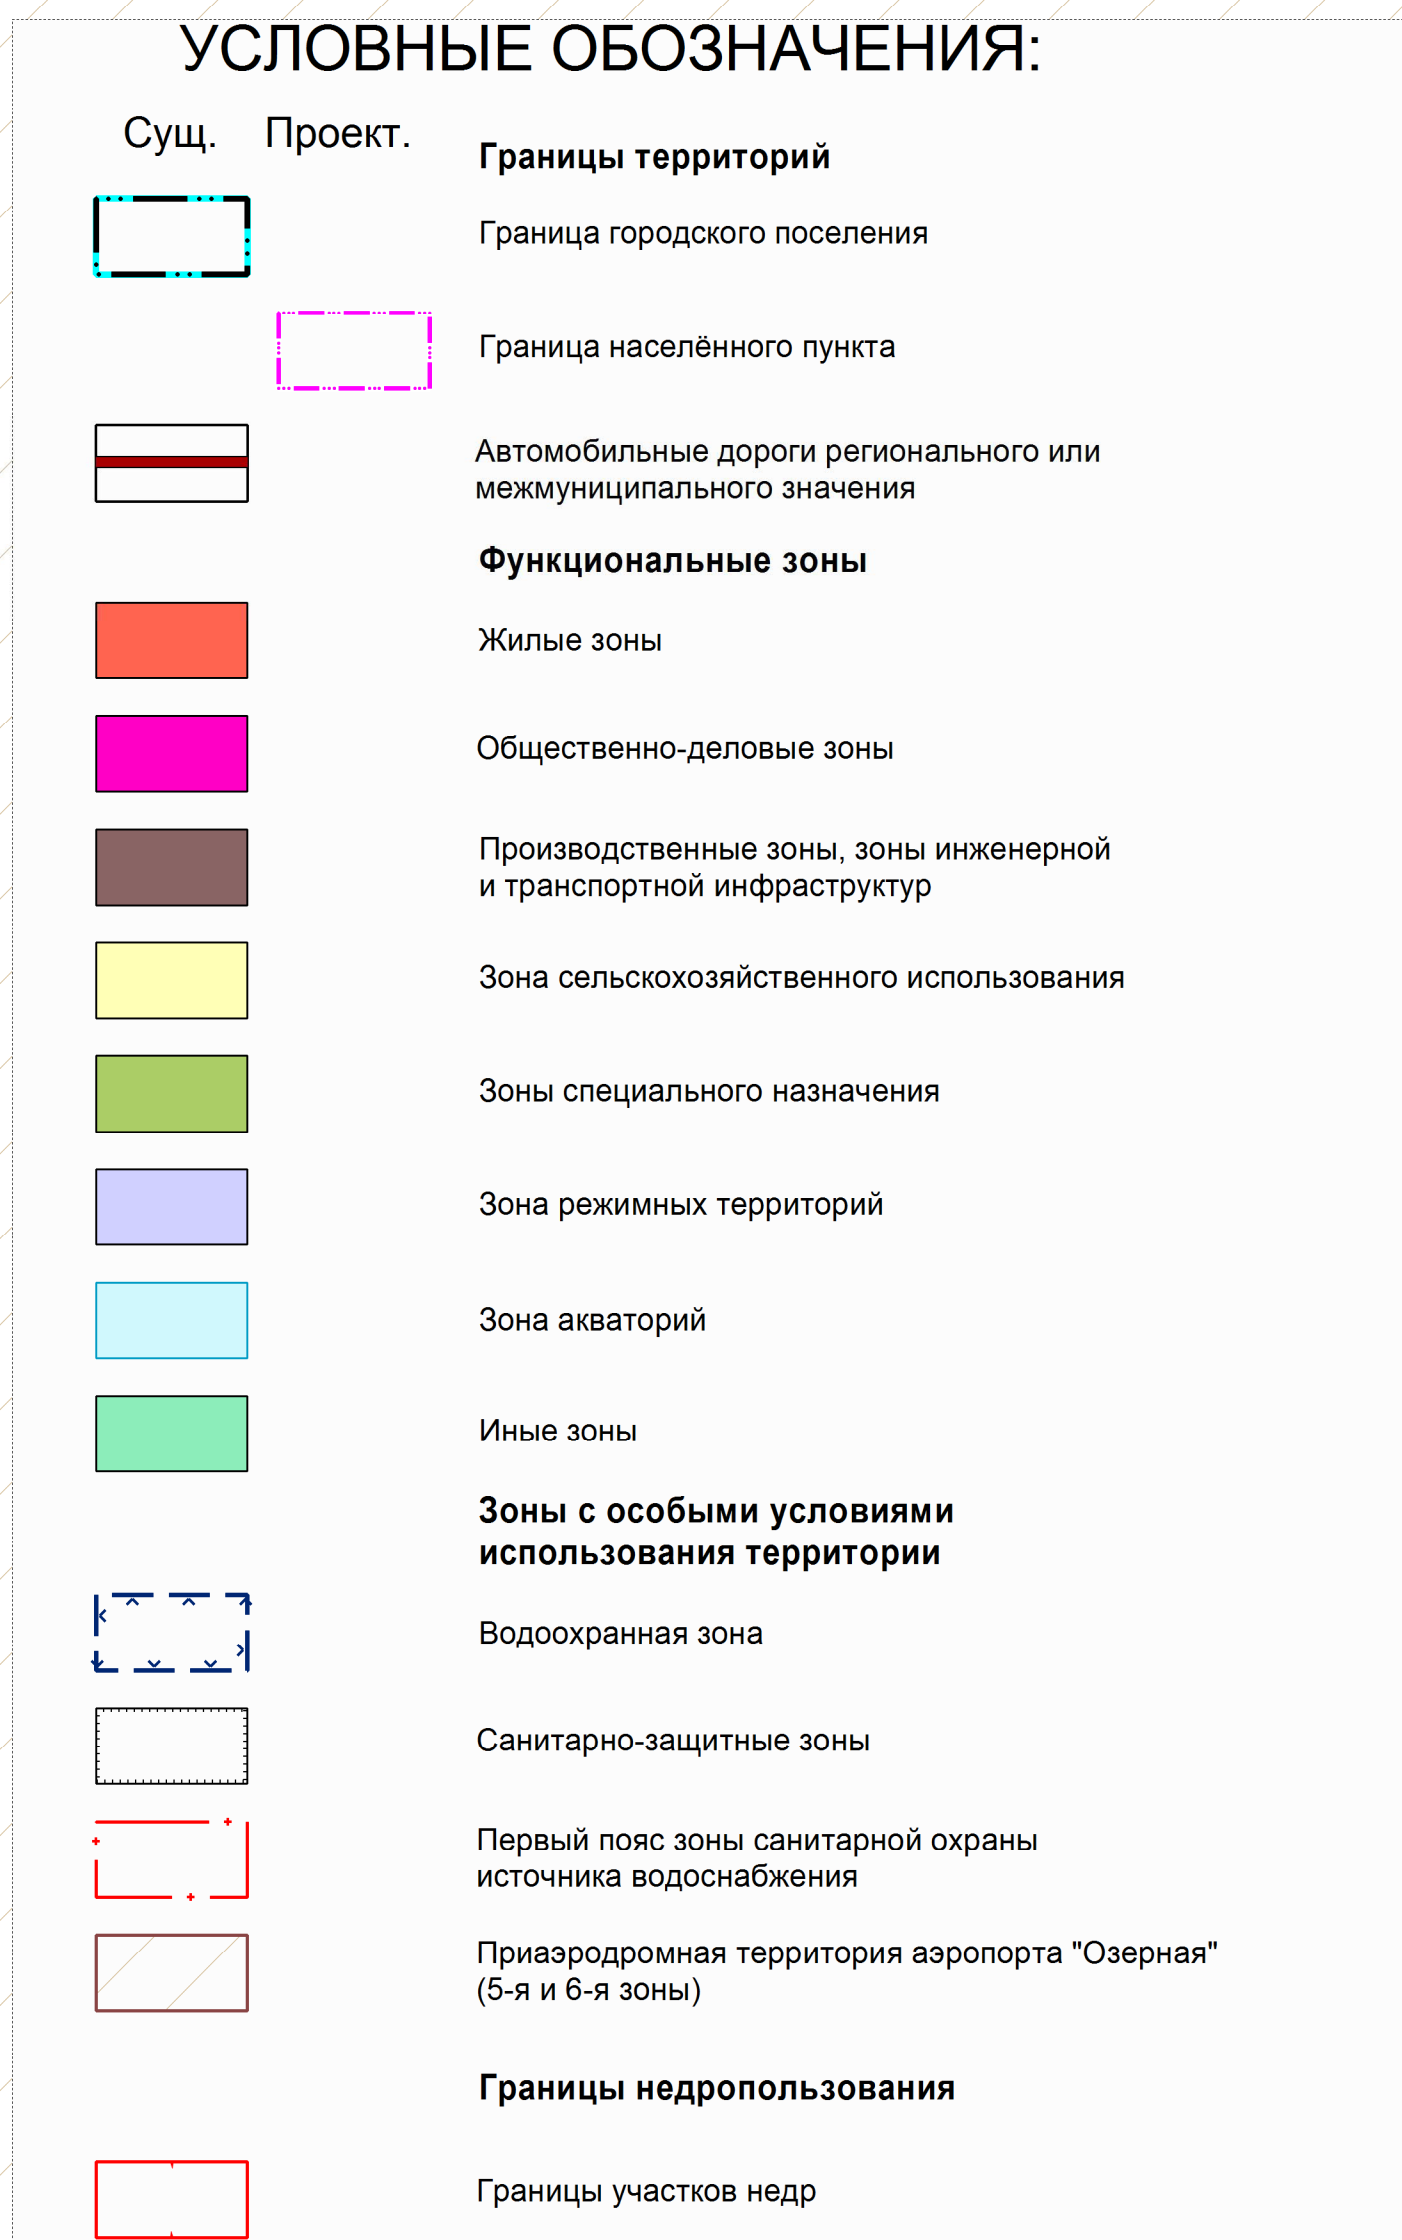 УСЛОВНЫЕ ОБОЗНАЧЕНИЯ:
Сущ. Проект.
Границы территорий
Граница городского поселения
Граница населённого пункта
Автомобильные дороги регионального или
межмуниципального значения
Функциональные зоны
Жилые зоны
Общественно-деловые зоны
Производственные зоны, зоны инженерной
и транспортной инфраструктур
Зона сельскохозяйственного использования
Зоны специального назначения
Зона режимных территорий
Зона акваторий
Иные зоны
Зоны с особыми условиями
использования территории
Водоохранная зона
Санитарно-защитные зоны
Первый пояс зоны санитарной охраны
источника водоснабжения
Приаэродромная территория аэропорта "Озерная"
(5-я и 6-я зоны)
Границы недропользования
Границы участков недр